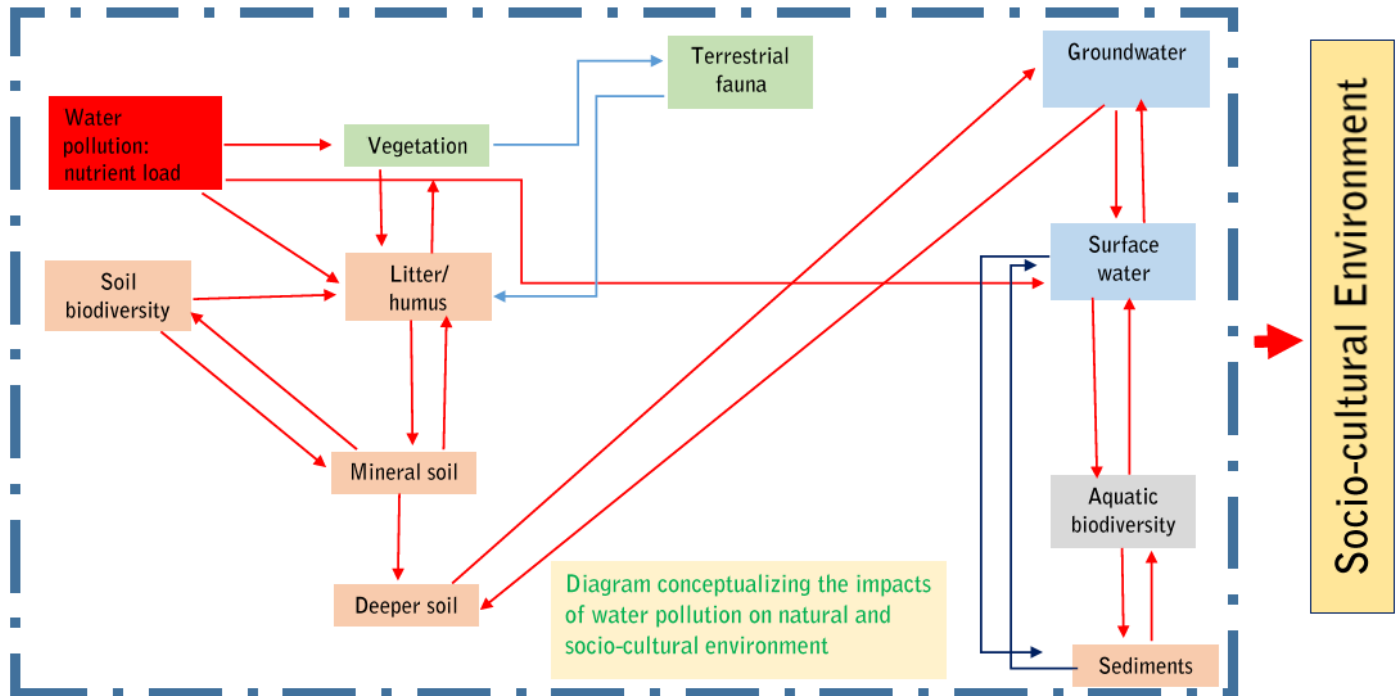 Water
pollution:
nutrient load
Vegetation
Terrestrial
fauna
Groundwater
Soil
biodiversity
Litter/
humus
Surface
water
Mineral soil
Aquatic
biodiversity
Deeper soil
Diagram conceptualizing the impacts
of water pollution on natural and
socio-cultural environment
Sediments
Socio-cultural Environment